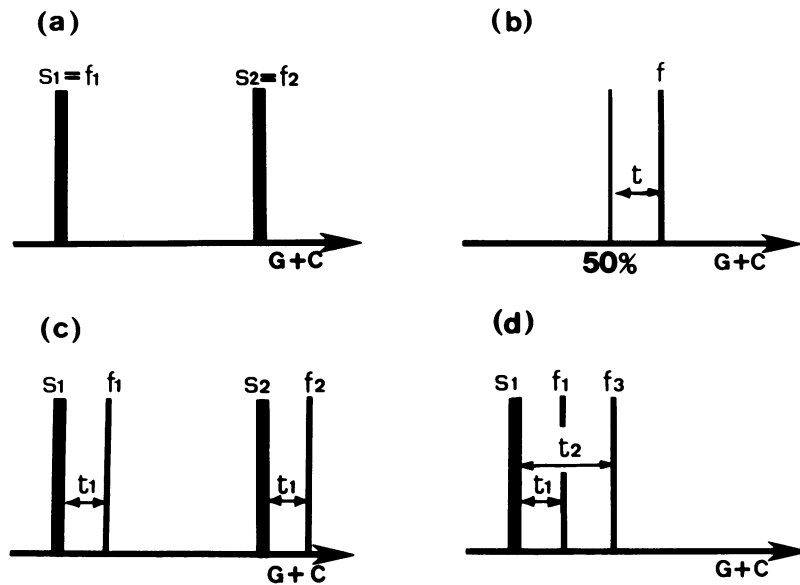 (a)
S1=f1
S2=f2
G+C
(b)
f
t
50%
G+C
(c)
S1
f1
S2
f2
t1
t1
G+C
(d)
S1
f1
f3
t2
t1
G+C